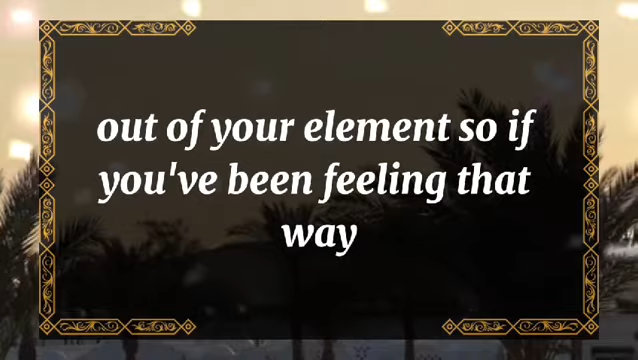 out of your element so if
you've been feeling that
way